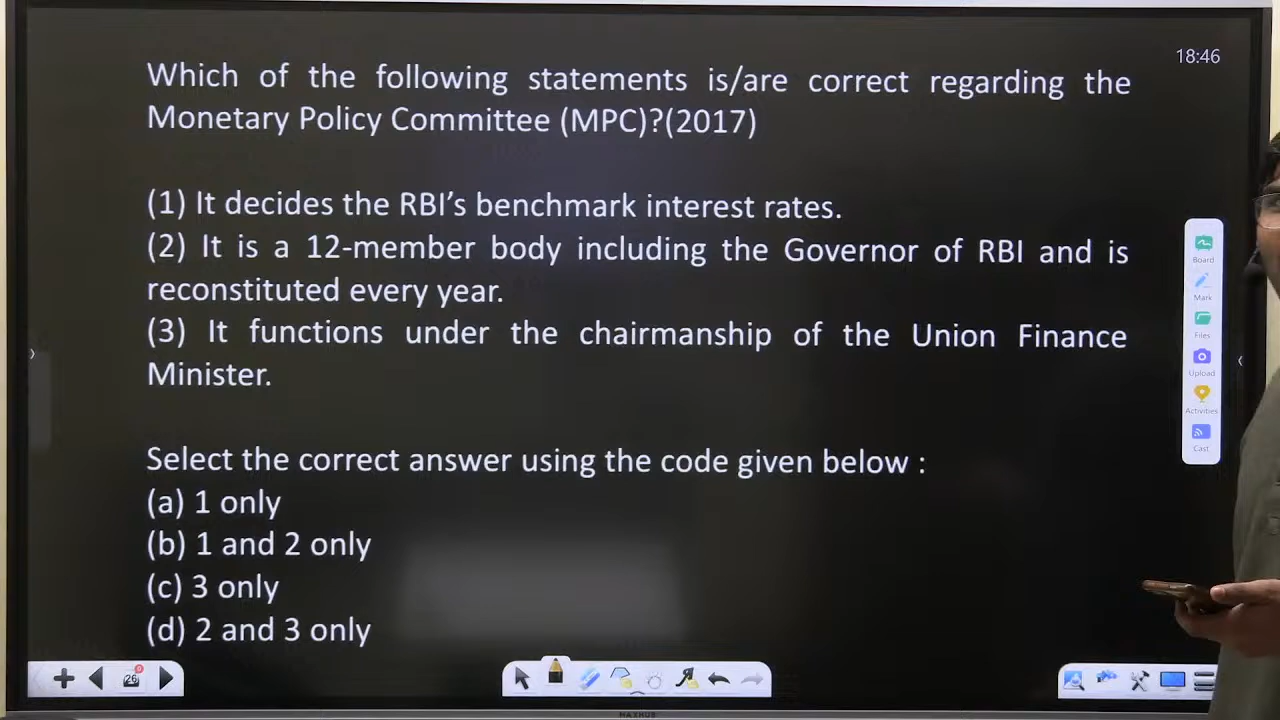 18:46
Which of the following statements is/are correct regarding the
Monetary Policy Committee (MPC)?(2017)
(1) It decides the RBI’s benchmark interest rates.
(2) It is a 12-member body including the Governor of RBI and is
reconstituted every year.
(3) It functions under the chairmanship of the Union Finance
Minister.
Select the correct answer using the code given below :
(a) 1 only
(b) 1 and 2 only
(c) 3 only
(d) 2 and 3 only
Board
Mark
Files
Upload
Activities
Cast
26
MAXHUB